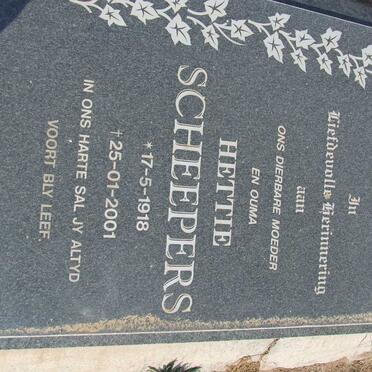 In
Liefdevolle Herinnering
aan
ONS DIERBARE MOEDER
EN OUMA
HETTIE
SCHEEPERS
*17-5-1918
†25-01-2001
IN ONS HARTE SAL JY ALTYD
VOORT BLY LEEF.